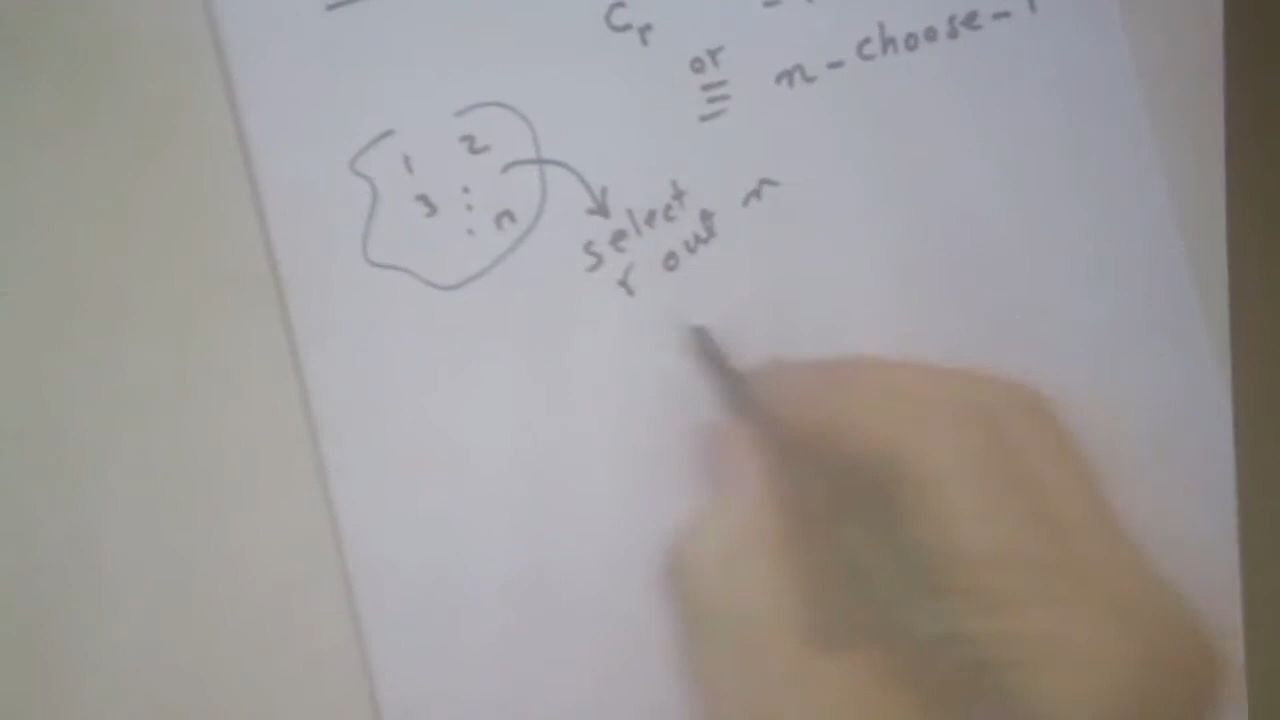 Cr
or
≡ n-choose-r
1 2
3 :
. n
select
r out n